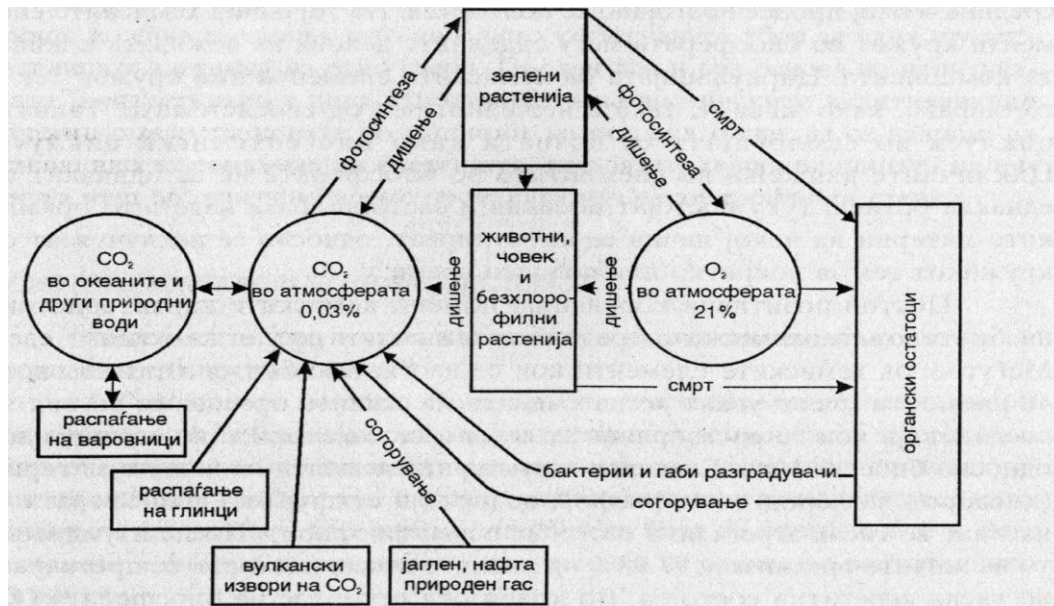 зелени
растенија
фотосинтеза
дишење
дишење
фотосинтеза
смрт
CO₂
во океаните и
други природни
води
CO₂
во атмосфера
0,03%
дишење
животни,
човек
и
безхлоро-
филни
растенија
дишење
O₂
во атмосферата
21%
органски остатоци
смрт
распаѓање
на варовници
распаѓање
на глинци
согорување
бактерии и габи разградувачи
согорување
вулкански
извори на CO₂
јаглен, нафта
природен гас